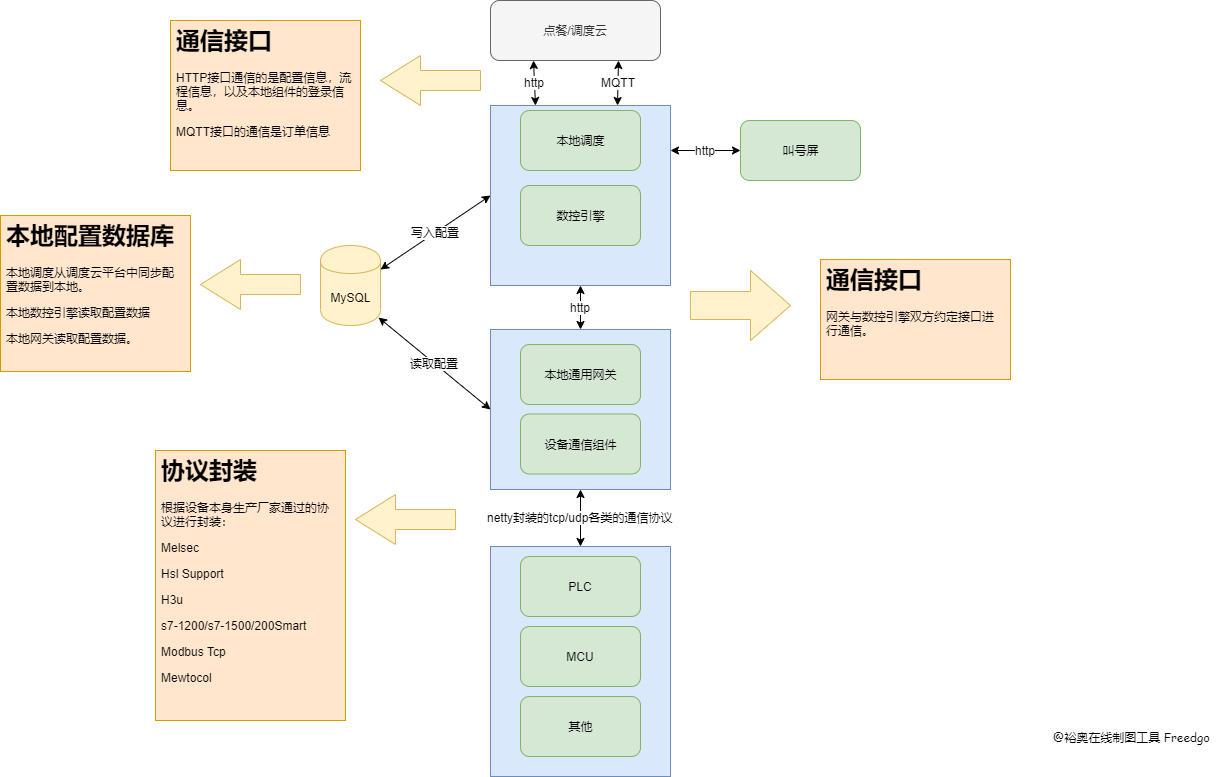 点餐/调度云
通信接口
HTTP接口通信的是配置信息，流
程信息，以及本地组件的登录信
息。
MQTT接口的通信是订单信息
http
MQTT
本地调度
http
叫号屏
数控引擎
本地配置数据库
本地调度从调度云平台中同步配
置数据到本地。
本地数控引擎读取配置数据
本地网关读取配置数据。
写入配置
MySQL
http
通信接口
网关与数控引擎双方约定接口进
行通信。
读取配置
本地通用网关
设备通信组件
协议封装
根据设备本身生产厂家通过的协
议进行封装：
Melsec
Hsl Support
H3u
s7-1200/s7-1500/200Smart
Modbus Tcp
Mewtocol
netty封装的tcp/udp各类的通信协议
PLC
MCU
其他
@裕奥在线制图工具 Freedgo